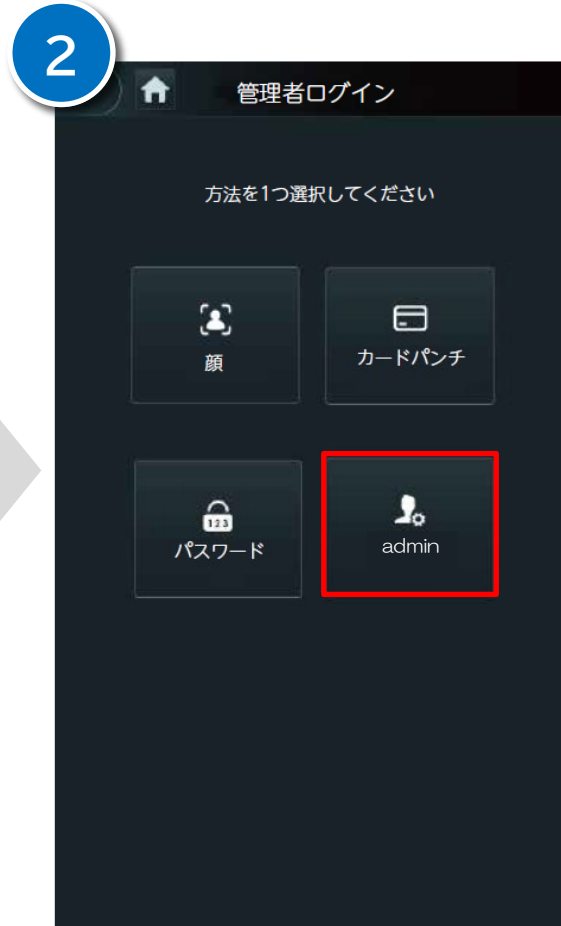 2
管理者ログイン
方法を1つ選択してください
顔
カードパンチ
123
パスワード
admin